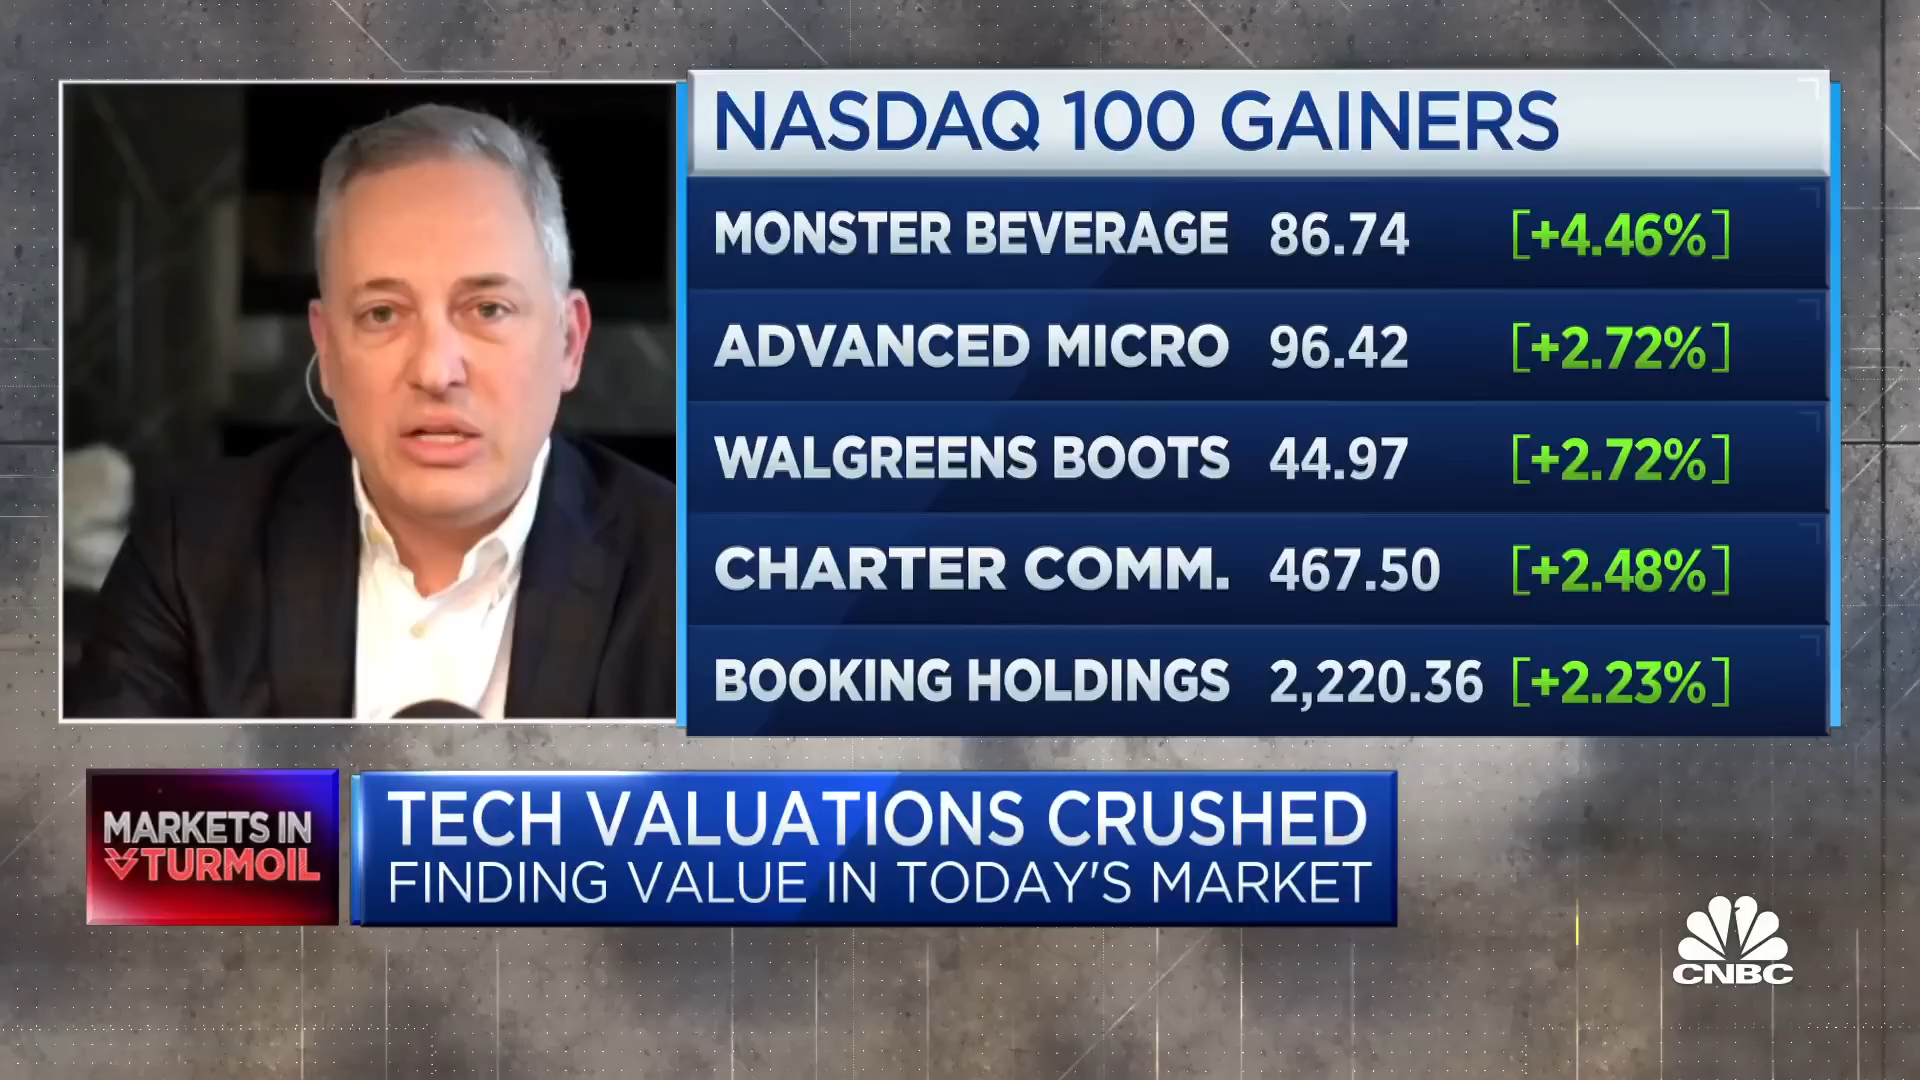 NASDAQ 100 GAINERS
MONSTER BEVERAGE 86.74 [+4.46%]
ADVANCED MICRO 96.42 [+2.72%]
WALGREENS BOOTS 44.97 [+2.72%]
CHARTER COMM. 467.50 [+2.48%]
BOOKING HOLDINGS 2,220.36 [+2.23%]
MARKETS IN
TURMOIL
TECH VALUATIONS CRUSHED
FINDING VALUE IN TODAY'S MARKET
CNBC